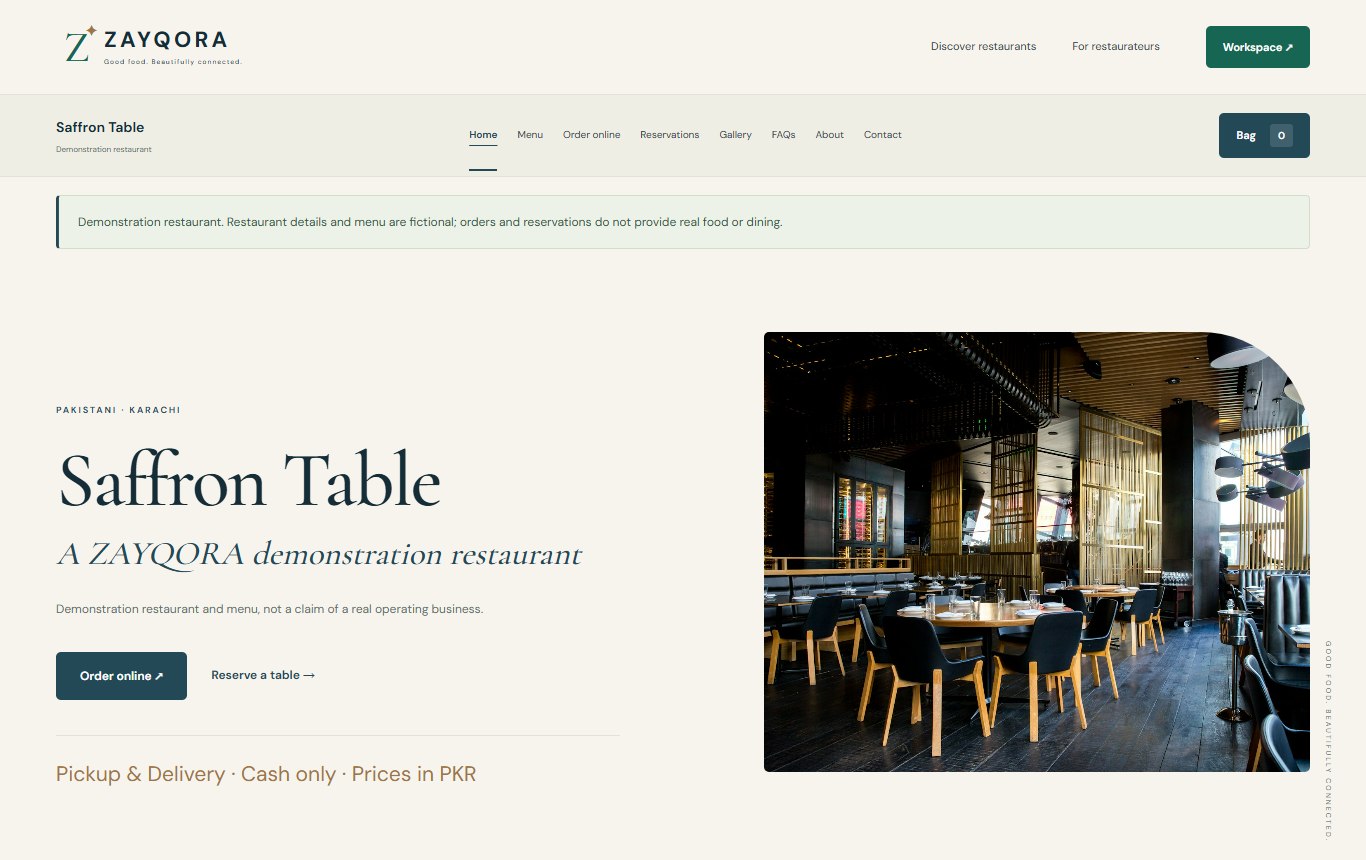 ZAYQORA
Good food. Beautifully connected.
Discover restaurants
For restaurateurs
Workspace ↗
Saffron Table
Demonstration restaurant
Home
Menu
Order online
Reservations
Gallery
FAQs
About
Contact
Bag 0
Demonstration restaurant. Restaurant details and menu are fictional; orders and reservations do not provide real food or dining.
PAKISTANI · KARACHI
Saffron Table
A ZAYQORA demonstration restaurant
Demonstration restaurant and menu, not a claim of a real operating business.
Order online ↗
Reserve a table →
Pickup & Delivery · Cash only · Prices in PKR
GOOD FOOD. BEAUTIFULLY CONNECTED.